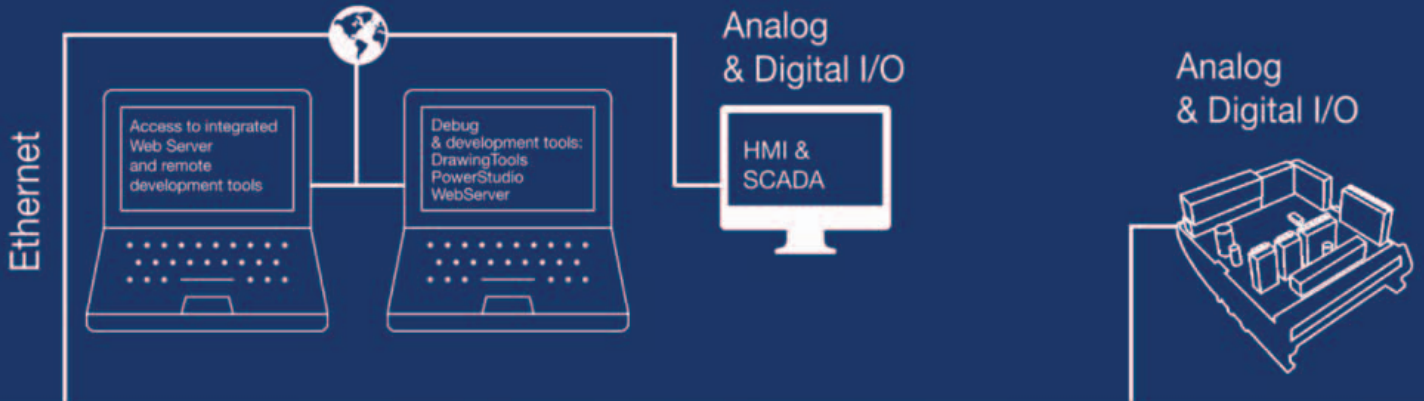 Ethernet
Access to integrated
Web Server
and remote
development tools
Debug
& development tools:
DrawingTools
PowerStudio
WebServer
Analog
& Digital I/O
HMI &
SCADA
Analog
& Digital I/O